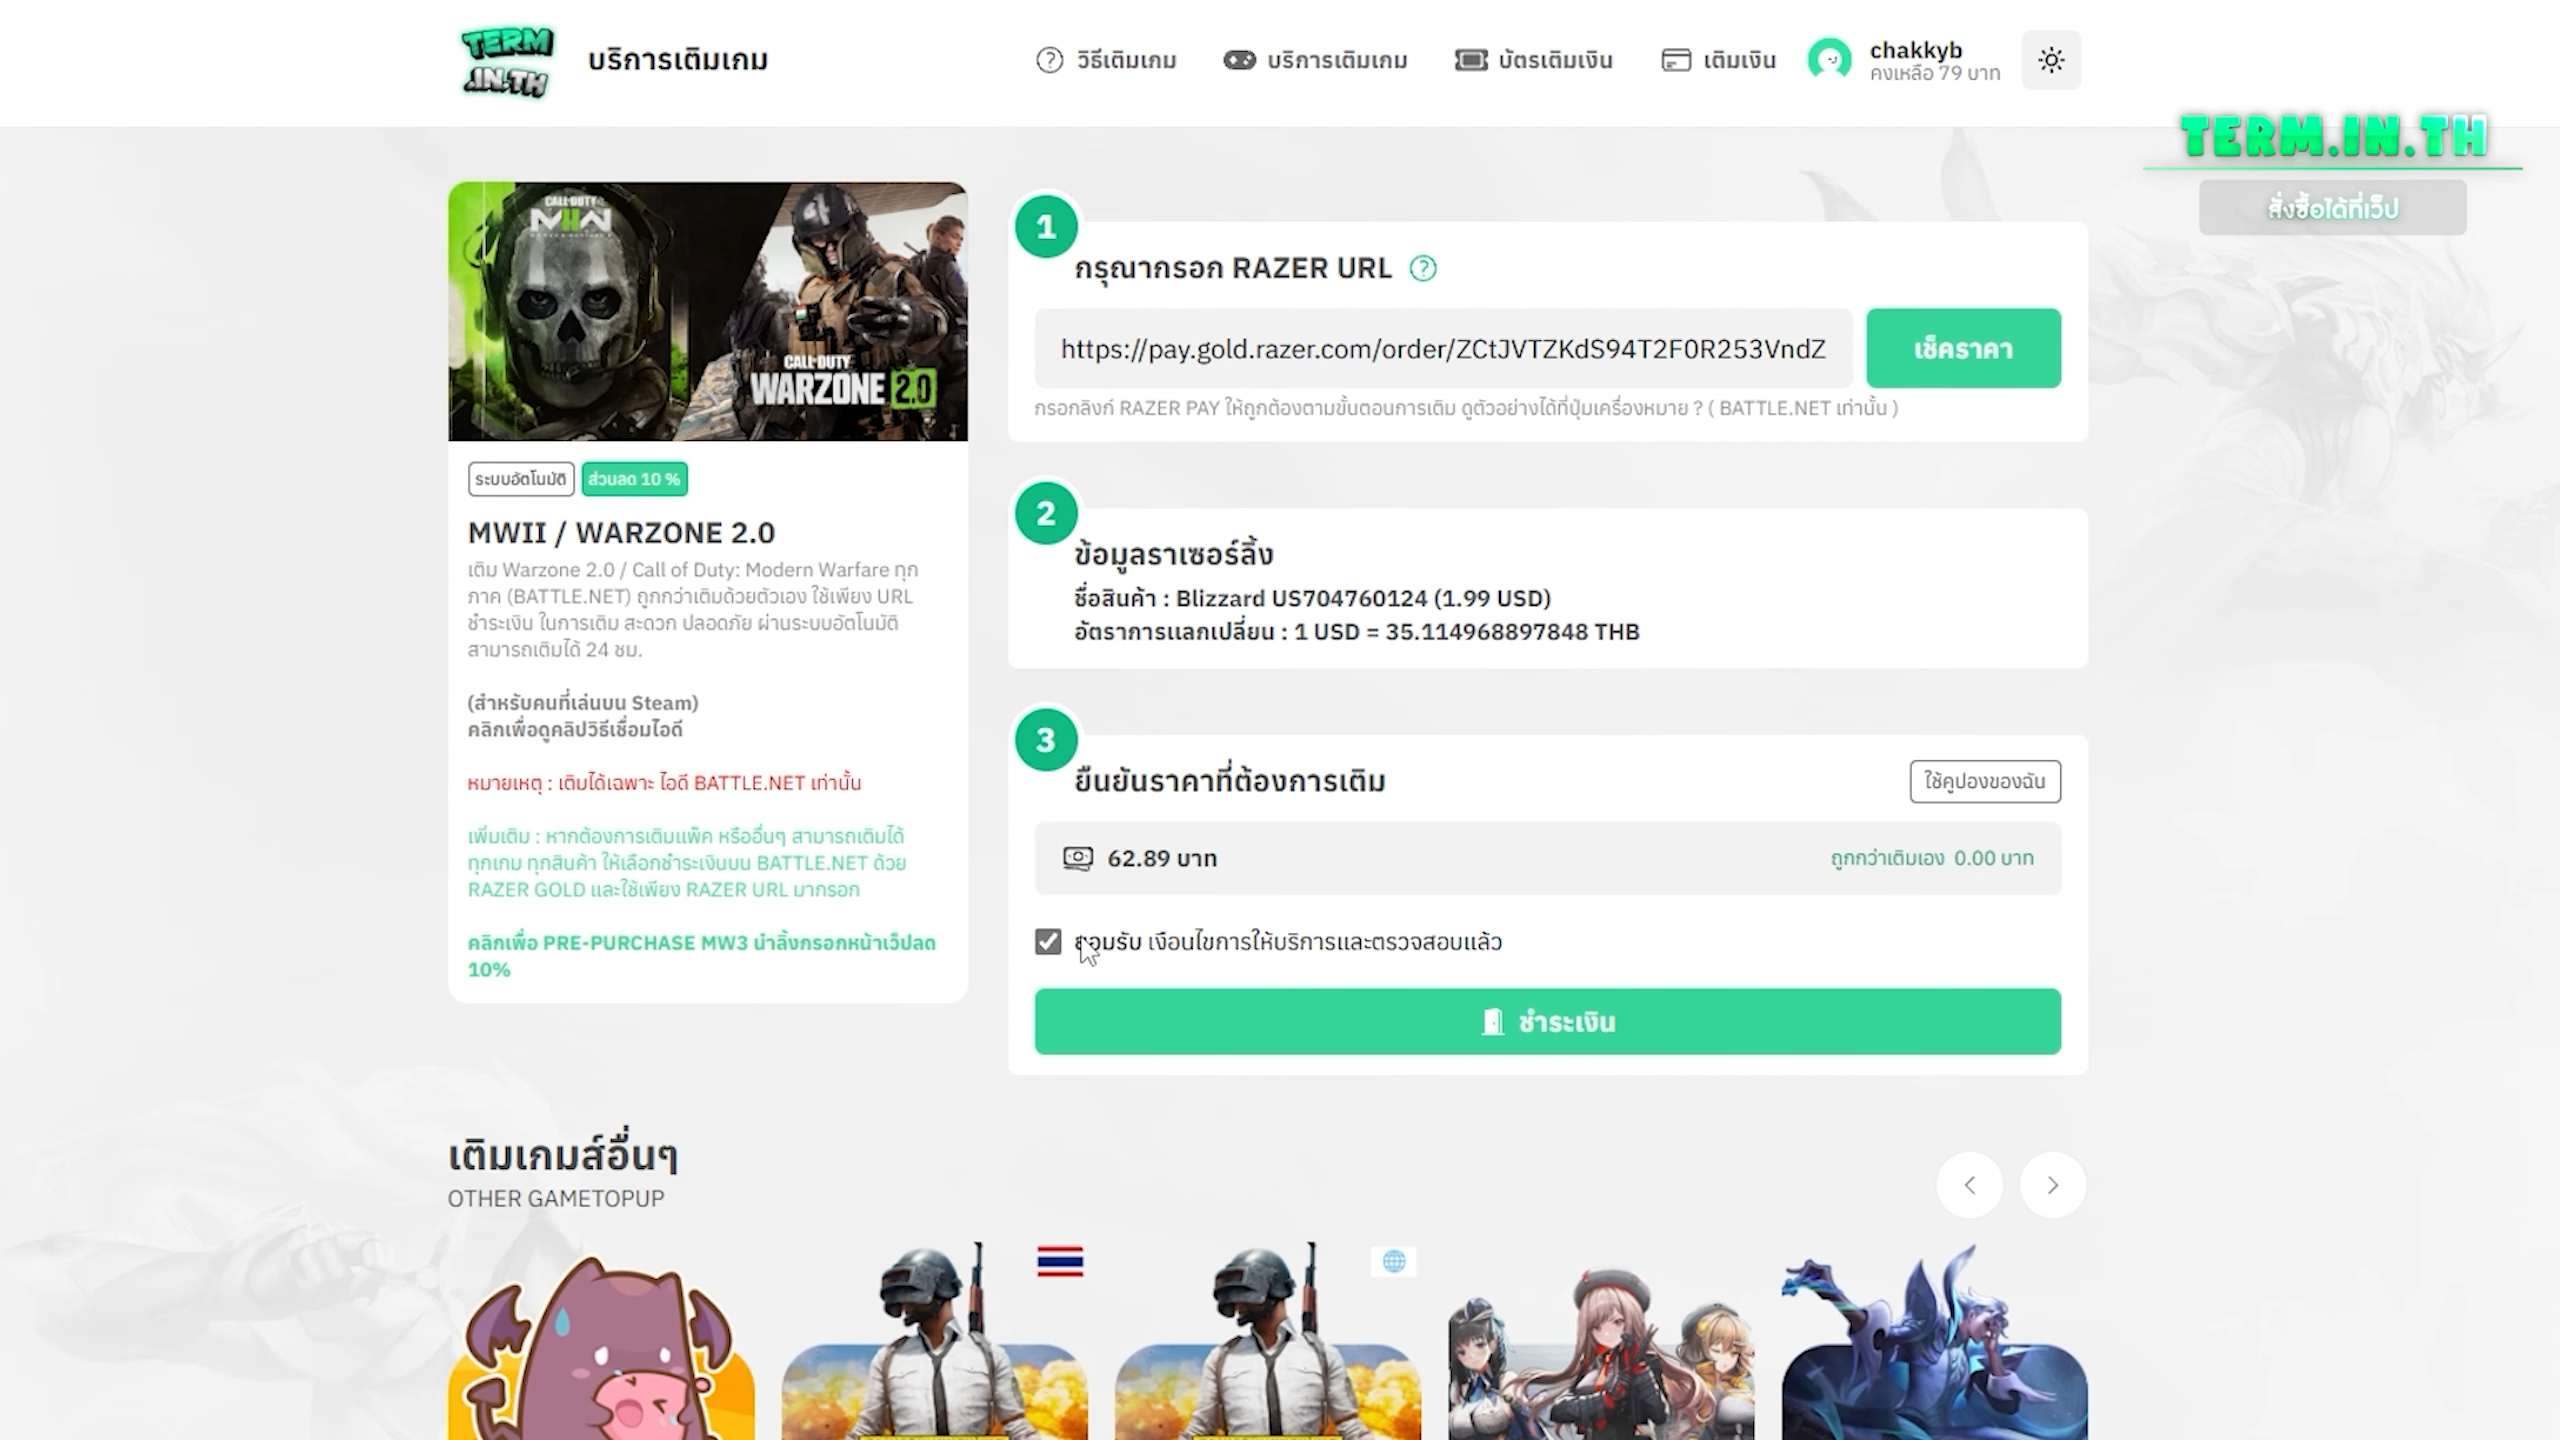 TERM
.IN.TH
บริการเติมเกม
วิธีเติมเกม
บริการเติมเกม
บัตรเติมเงิน
เติมเงิน
chakkyb
คงเหลือ 79 บาท
TERM.IN.TH
สั่งซื้อได้ที่เว็ป
CALL OF DUTY
MWII
CALL OF DUTY
WARZONE 2.0
ระบบอัตโนมัติ
ส่วนลด 10 %
MWII / WARZONE 2.0
เติม Warzone 2.0 / Call of Duty: Modern Warfare ทุก
ภาค (BATTLE.NET) ถูกกว่าเติมด้วยตัวเอง ใช้เพียง URL
ชำระเงิน ในการเติม สะดวก ปลอดภัย ผ่านระบบอัตโนมัติ
สามารถเติมได้ 24 ชม.
(สำหรับคนที่เล่นบน Steam)
คลิกเพื่อดูคลิปวิธีเชื่อมไอดี
หมายเหตุ : เติมได้เฉพาะ ไอดี BATTLE.NET เท่านั้น
เพิ่มเติม : หากต้องการเติมแพ็ค หรืออื่นๆ สามารถเติมได้
ทุกเกม ทุกสินค้า ให้เลือกชำระเงินบน BATTLE.NET ด้วย
RAZER GOLD และใช้เพียง RAZER URL มากรอก
คลิกเพื่อ PRE-PURCHASE MW3 นำลิ้งกรอกหน้าเว็ปลด
10%
1
กรุณากรอก RAZER URL ?
https://pay.gold.razer.com/order/ZCtJVTZKdS94T2F0R253VndZ
เช็คราคา
กรอกลิงก์ RAZER PAY ให้ถูกต้องตามขั้นตอนการเติม ดูตัวอย่างได้ที่ปุ่มเครื่องหมาย ? ( BATTLE.NET เท่านั้น )
2
ข้อมูลราเซอร์ลิ้ง
ชื่อสินค้า : Blizzard US704760124 (1.99 USD)
อัตราการแลกเปลี่ยน : 1 USD = 35.114968897848 THB
3
ยืนยันราคาที่ต้องการเติม
ใช้คูปองของฉัน
62.89 บาท
ถูกกว่าเติมเอง 0.00 บาท
ยอมรับ เงื่อนไขการให้บริการและตรวจสอบแล้ว
ชำระเงิน
เติมเกมส์อื่นๆ
OTHER GAMETOPUP